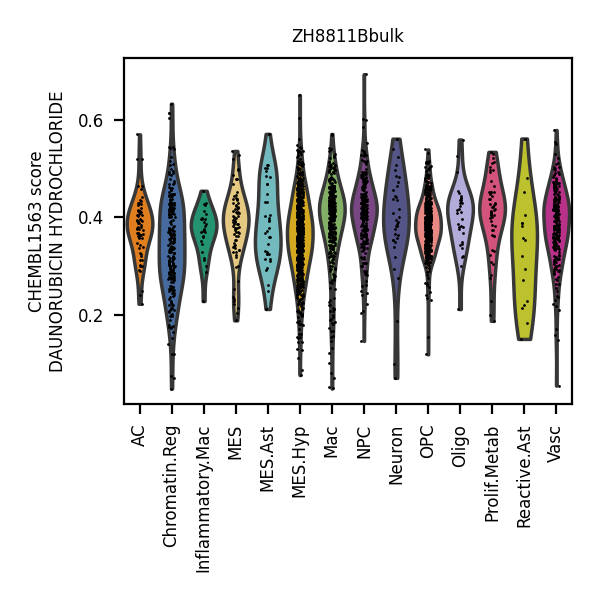 ZH8811Bbulk
CHEMBL1563 score
DAUNORUBICIN HYDROCHLORIDE
0.6
0.4
0.2
AC
Chromatin.Reg
Inflammatory.Mac
MES
MES.Ast
MES.Hyp
Mac
NPC
Neuron
OPC
Oligo
Prolif.Metab
Reactive.Ast
Vasc